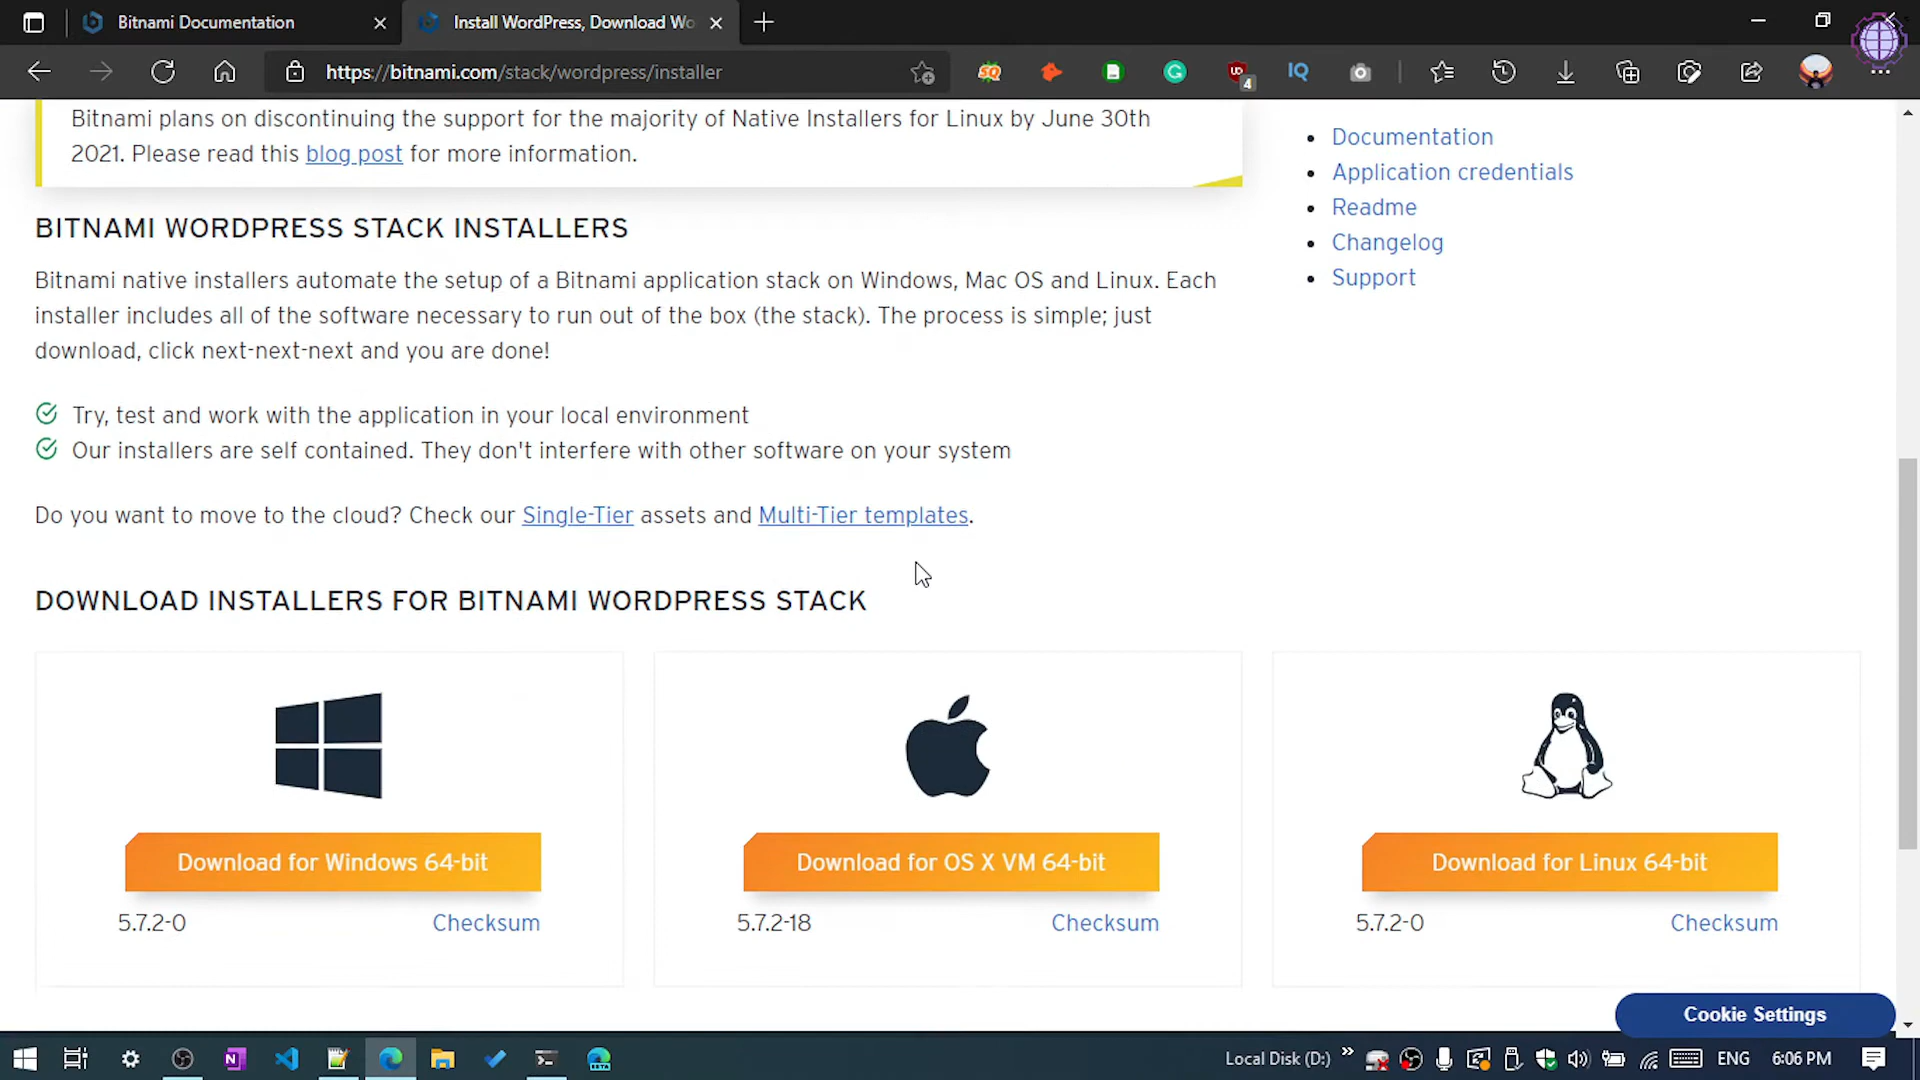 Bitnami Documentation
Install WordPress, Download Wo
https://bitnami.com/stack/wordpress/installer
SQ
UD
4
IQ
Bitnami plans on discontinuing the support for the majority of Native Installers for Linux by June 30th
2021. Please read this blog post for more information.
Documentation
Application credentials
Readme
Changelog
Support
BITNAMI WORDPRESS STACK INSTALLERS
Bitnami native installers automate the setup of a Bitnami application stack on Windows, Mac OS and Linux. Each
installer includes all of the software necessary to run out of the box (the stack). The process is simple; just
download, click next-next-next and you are done!
Try, test and work with the application in your local environment
Our installers are self contained. They don't interfere with other software on your system
Do you want to move to the cloud? Check our Single-Tier assets and Multi-Tier templates.
DOWNLOAD INSTALLERS FOR BITNAMI WORDPRESS STACK
Download for Windows 64-bit
Download for OS X VM 64-bit
Download for Linux 64-bit
5.7.2-0 Checksum
5.7.2-18 Checksum
5.7.2-0 Checksum
Cookie Settings
Local Disk (D:) ENG 6:06 PM